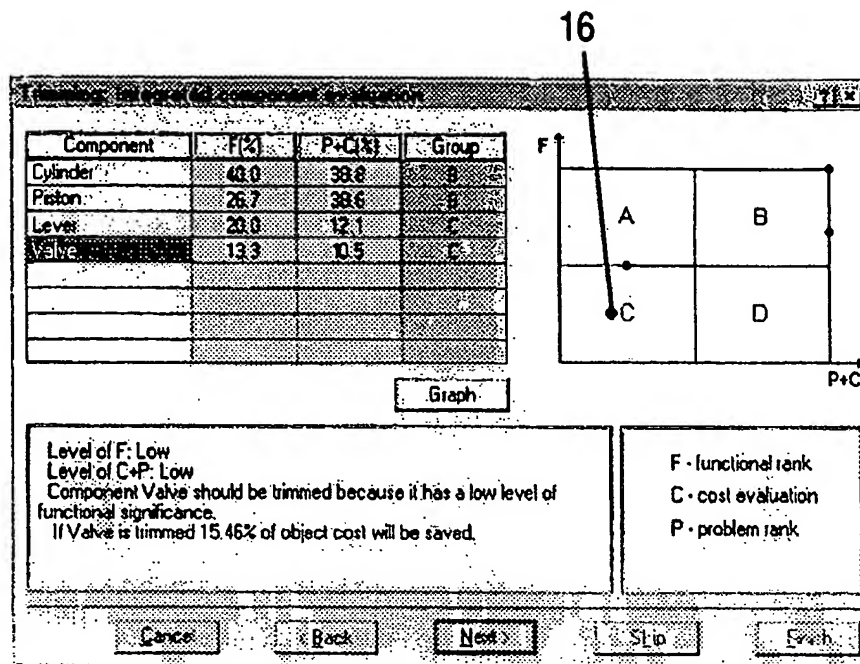 16
Trimming: Integrated component evaluation
? ×
Component F(%) P+C(%) Group
Cylinder 40.0 38.8 B
Piston 26.7 38.6 B
Lever 20.0 12.1 C
Valve 13.3 10.5 C
F
A B
C D
P+C
Graph
Level of F: Low
Level of C+P: Low
Component Valve should be trimmed because it has a low level of
functional significance.
If Valve is trimmed 15.46% of object cost will be saved.
F - functional rank
C - cost evaluation
P - problem rank
Cancel < Back Next > Skip Finish